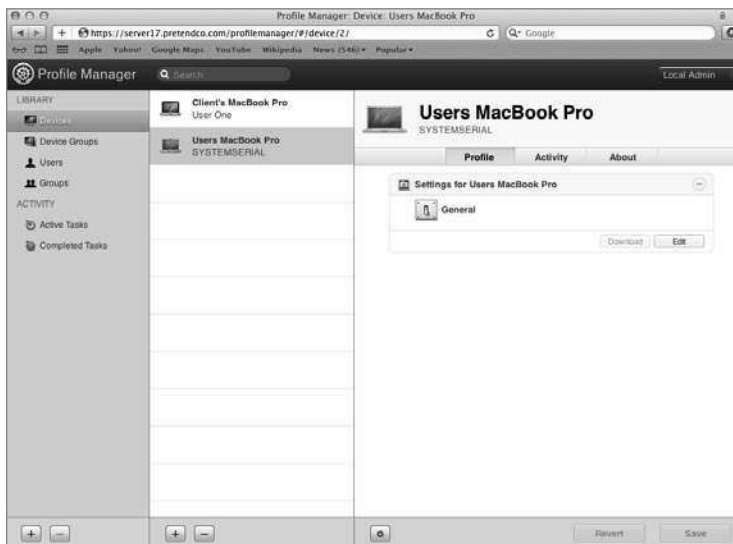 Profile Manager: Device: Users MacBook Pro
https://server17.pretendco.com/profilemanager/#/device/2/
Google
Apple Yahoo! Google Maps YouTube Wikipedia News (546) Popular
Profile Manager
Search
Local Admin
LIBRARY
Devices
Device Groups
Users
Groups
ACTIVITY
Active Tasks
Completed Tasks
Client's MacBook Pro
User One
Users MacBook Pro
SYSTEMSERIAL
Users MacBook Pro
SYSTEMSERIAL
Profile Activity About
Settings for Users MacBook Pro
General
Download Edit
Revert Save